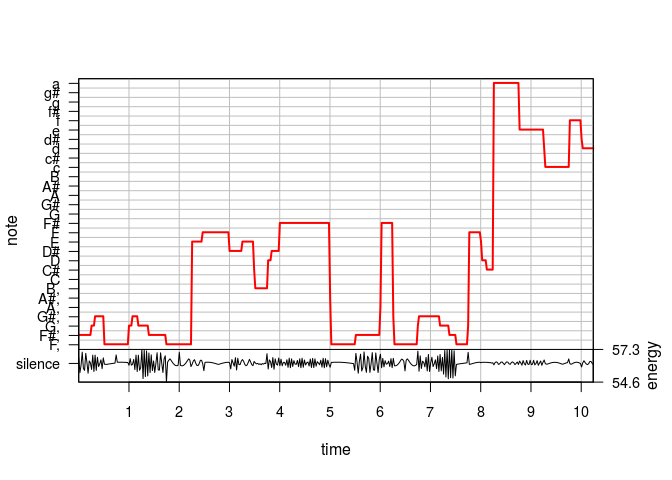 a
g#
g
f#
f
e
d#
d
c#
c
B
A#
A
G#
G
F#
F
E
D#
D
C#
C
B,
A#,
A,
G#,
G,
F#,
F,
silence
note
57.3
54.6
energy
1 2 3 4 5 6 7 8 9 10
time